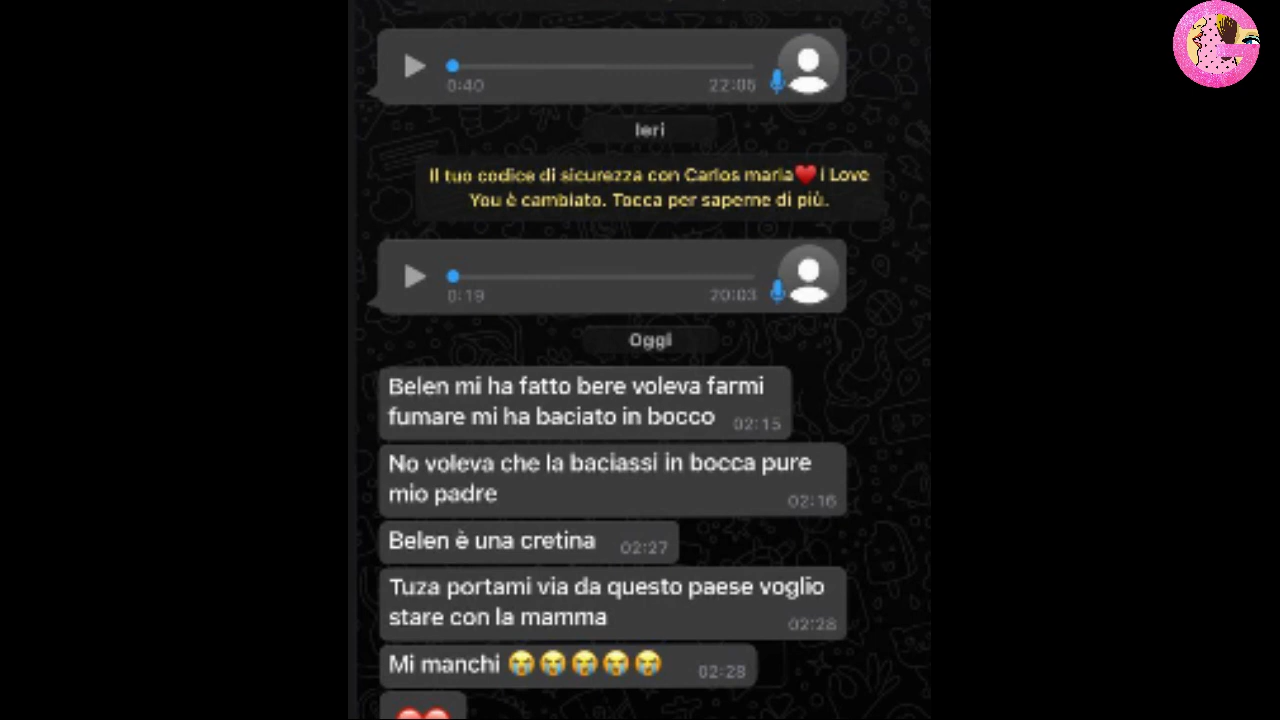 0:40 22:06
Ieri
Il tuo codice di sicurezza con Carlos maria❤️ i Love
You è cambiato. Tocca per saperne di più.
0:19 20:03
Oggi
Belen mi ha fatto bere voleva farmi
fumare mi ha baciato in bocco 02:15
No voleva che la baciassi in bocca pure
mio padre 02:16
Belen è una cretina 02:27
Tuza portami via da questo paese voglio
stare con la mamma 02:28
Mi manchi 😭😭😭😭😭 02:28